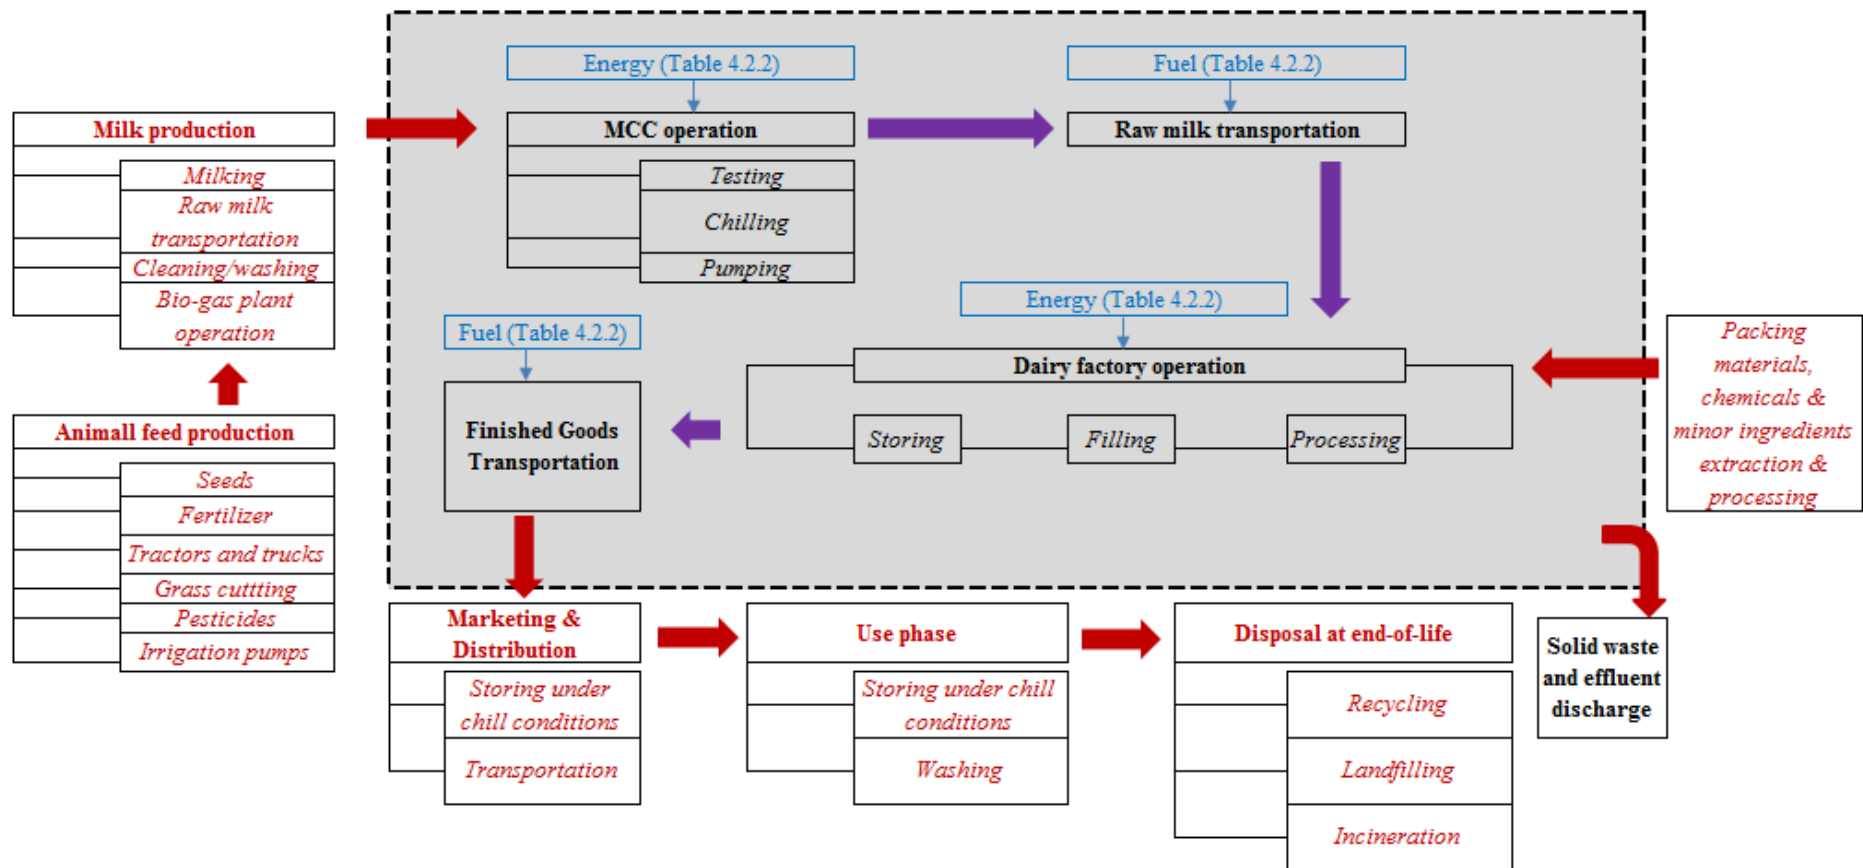 Energy (Table 4.2.2)
Fuel (Table 4.2.2)
Milk production
MCC operation
Raw milk transportation
Milking
Raw milk
transportation
Cleaning/washing
Bio-gas plant
operation
Testing
Chilling
Pumping
Energy (Table 4.2.2)
Fuel (Table 4.2.2)
Dairy factory operation
Storing
Filling
Processing
Finished Goods
Transportation
Packing
materials,
chemicals &
minor ingredients
extraction &
processing
Animall feed production
Seeds
Fertilizer
Tractors and trucks
Grass cuttting
Pesticides
Irrigation pumps
Marketing &
Distribution
Storing under
chill conditions
Transportation
Use phase
Storing under chill
conditions
Washing
Disposal at end-of-life
Recycling
Landfilling
Incineration
Solid waste
and effluent
discharge